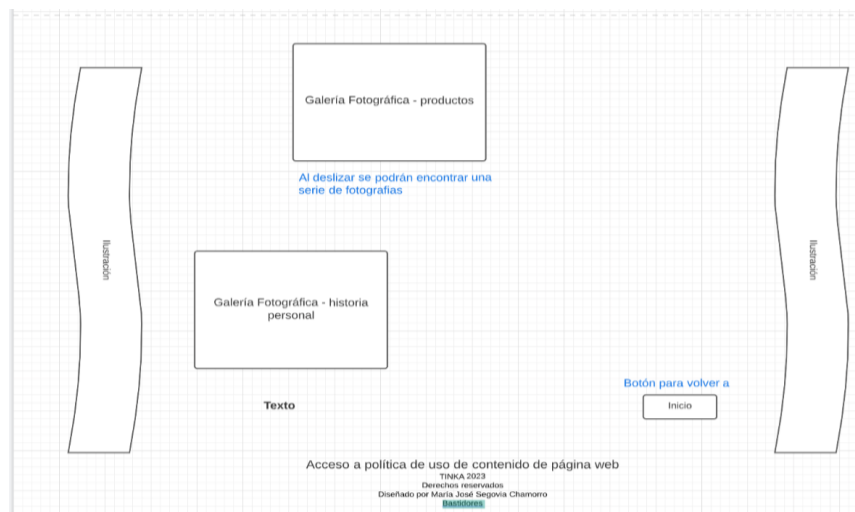 Galería Fotográfica - productos
Al deslizar se podrán encontrar una
serie de fotografias
Ilustración
Ilustración
Galería Fotográfica - historia
personal
Botón para volver a
Inicio
Texto
Acceso a política de uso de contenido de página web
TINKA 2023
Derechos reservados
Diseñado por María José Segovia Chamorro
Bastidores